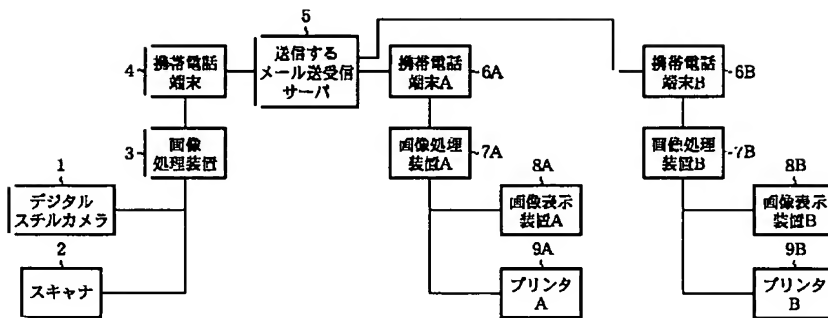 5
送信する
メール送受信
サーバ
4
携帯電話
端末
携帯電話
端末A
6A
携帯電話
端末B
6B
3
画像
処理装置
画像処理
装置A
7A
画像処理
装置B
7B
1
デジタル
スチルカメラ
8A
画像表示
装置A
8B
画像表示
装置B
2
スキャナ
9A
プリンタ
A
9B
プリンタ
B